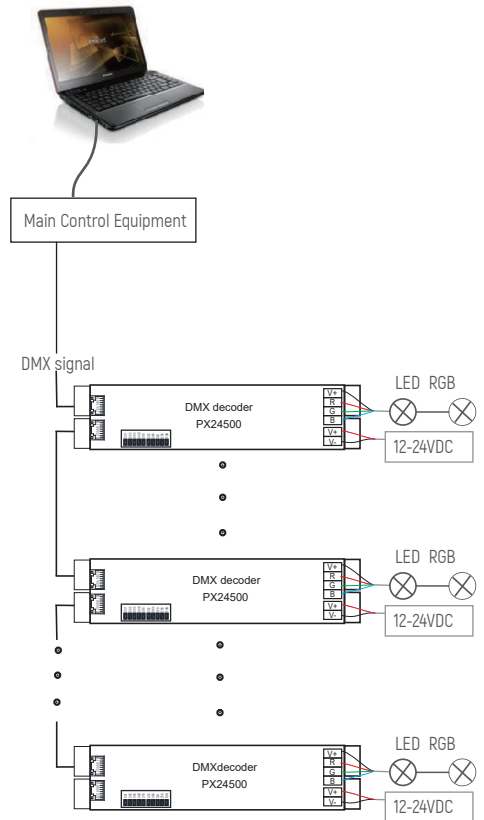 Main Control Equipment
DMX signal
LED RGB
DMX decoder
PX24500
V+
R
G
B
V+
V-
12-24VDC
LED RGB
DMX decoder
PX24500
V+
R
G
B
V+
V-
12-24VDC
LED RGB
DMXdecoder
PX24500
V+
R
G
B
V+
V-
12-24VDC